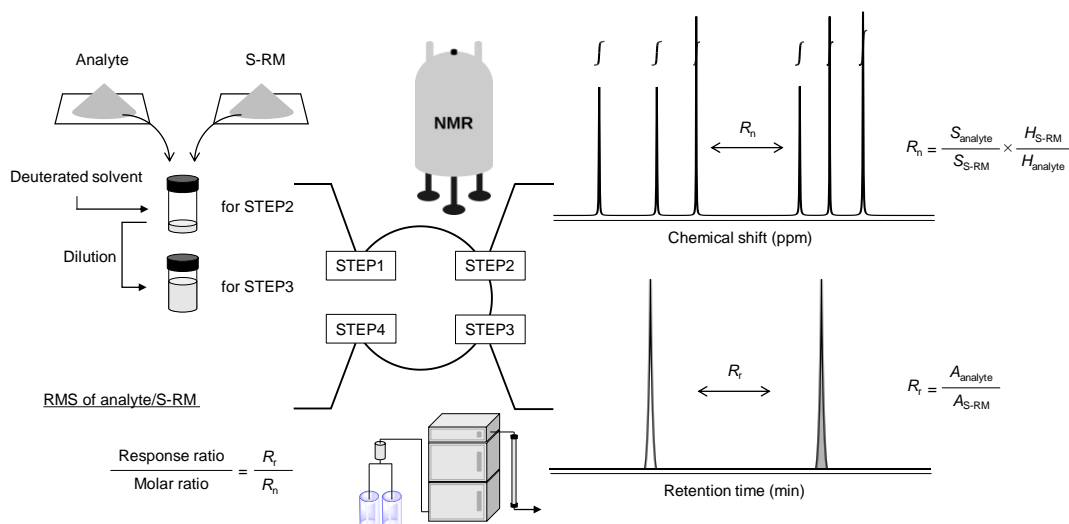 Analyte
S-RM
Deuterated solvent
for STEP2
Dilution
for STEP3
NMR
R_n
R_n = S_analyte / S_S-RM × H_S-RM / H_analyte
Chemical shift (ppm)
STEP1
STEP2
STEP4
STEP3
R_r
R_r = A_analyte / A_S-RM
Retention time (min)
RMS of analyte/S-RM
Response ratio / Molar ratio = R_r / R_n